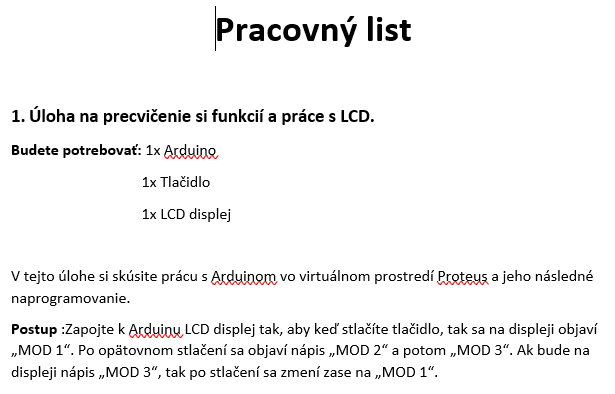 Pracovný list
1. Úloha na precvičenie si funkcií a práce s LCD.
Budete potrebovať: 1x Arduino
1x Tlačidlo
1x LCD displej
V tejto úlohe si skúsite prácu s Arduinom vo virtuálnom prostredí Proteus a jeho následné
naprogramovanie.
Postup :Zapojte k Arduinu LCD displej tak, aby keď stlačíte tlačidlo, tak sa na displeji objaví
„MOD 1“. Po opätovnom stlačení sa objaví nápis „MOD 2“ a potom „MOD 3“. Ak bude na
displeji nápis „MOD 3“, tak po stlačení sa zmení zase na „MOD 1“.